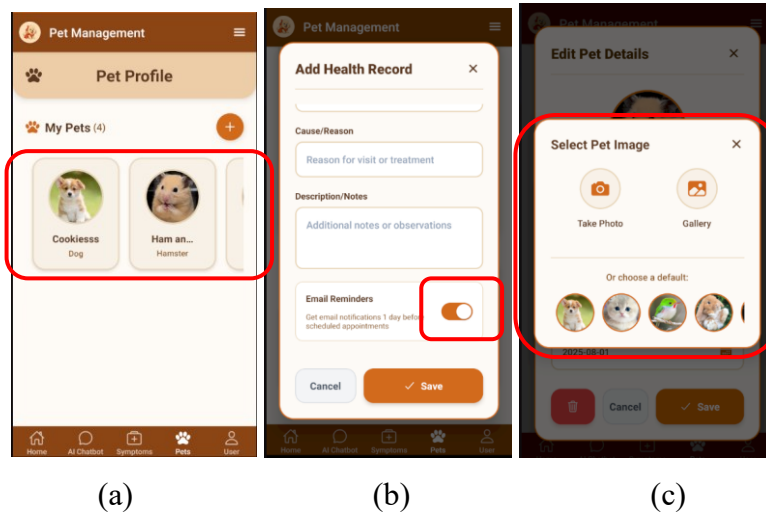 Pet Management
Pet Profile
My Pets (4)
+
Cookiesss
Dog
Ham an...
Hamster
Home
AI Chatbot
Symptoms
Pets
User
(a)
Pet Management
Add Health Record
×
Cause/Reason
Reason for visit or treatment
Description/Notes
Additional notes or observations
Email Reminders
Get email notifications 1 day before
scheduled appointments
Cancel
✓ Save
Home
AI Chatbot
Symptoms
Pets
User
(b)
Pet Management
Edit Pet Details
×
Select Pet Image
×
Take Photo
Gallery
Or choose a default:
2025-08-01
Cancel
✓ Save
(c)